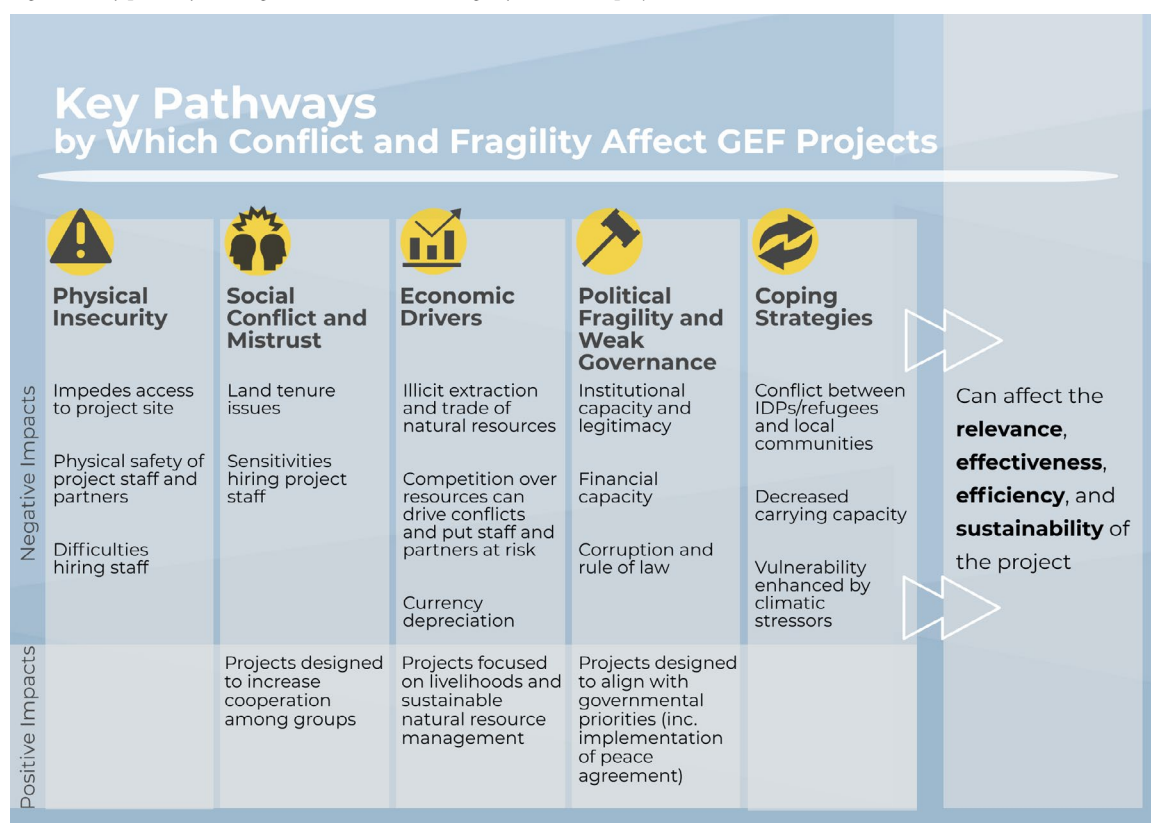 Key Pathways
by Which Conflict and Fragility Affect GEF Projects
Physical
Insecurity
Impedes access
to project site
Physical safety of
project staff and
partners
Difficulties
hiring staff
Social
Conflict and
Mistrust
Land tenure
issues
Sensitivities
hiring project
staff
Projects designed
to increase
cooperation
among groups
Economic
Drivers
Illicit extraction
and trade of
natural resources
Competition over
resources can
drive conflicts
and put staff and
partners at risk
Currency
depreciation
Projects focused
on livelihoods and
sustainable
natural resource
management
Political
Fragility and
Weak
Governance
Institutional
capacity and
legitimacy
Financial
capacity
Corruption and
rule of law
Projects designed
to align with
governmental
priorities (inc.
implementation
of peace
agreement)
Coping
Strategies
Conflict between
IDPs/refugees
and local
communities
Decreased
carrying capacity
Vulnerability
enhanced by
climatic
stressors
Negative Impacts
Positive Impacts
Can affect the
relevance,
effectiveness,
efficiency, and
sustainability of
the project